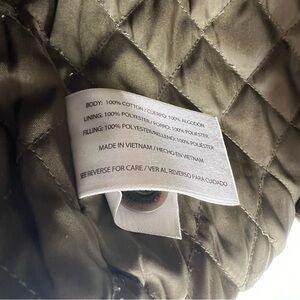 BODY: 100% COTTON / CUERPO: 100% ALGODON
LINING: 100% POLYESTER / FORRO: 100% POLIESTER
FILLING: 100% POLYESTER/RELLENO: 100% POLIESTER
MADE IN VIETNAM / HECHO EN VIETNAM
SEE REVERSE FOR CARE / VER AL REVERSO PARA CUIDADO